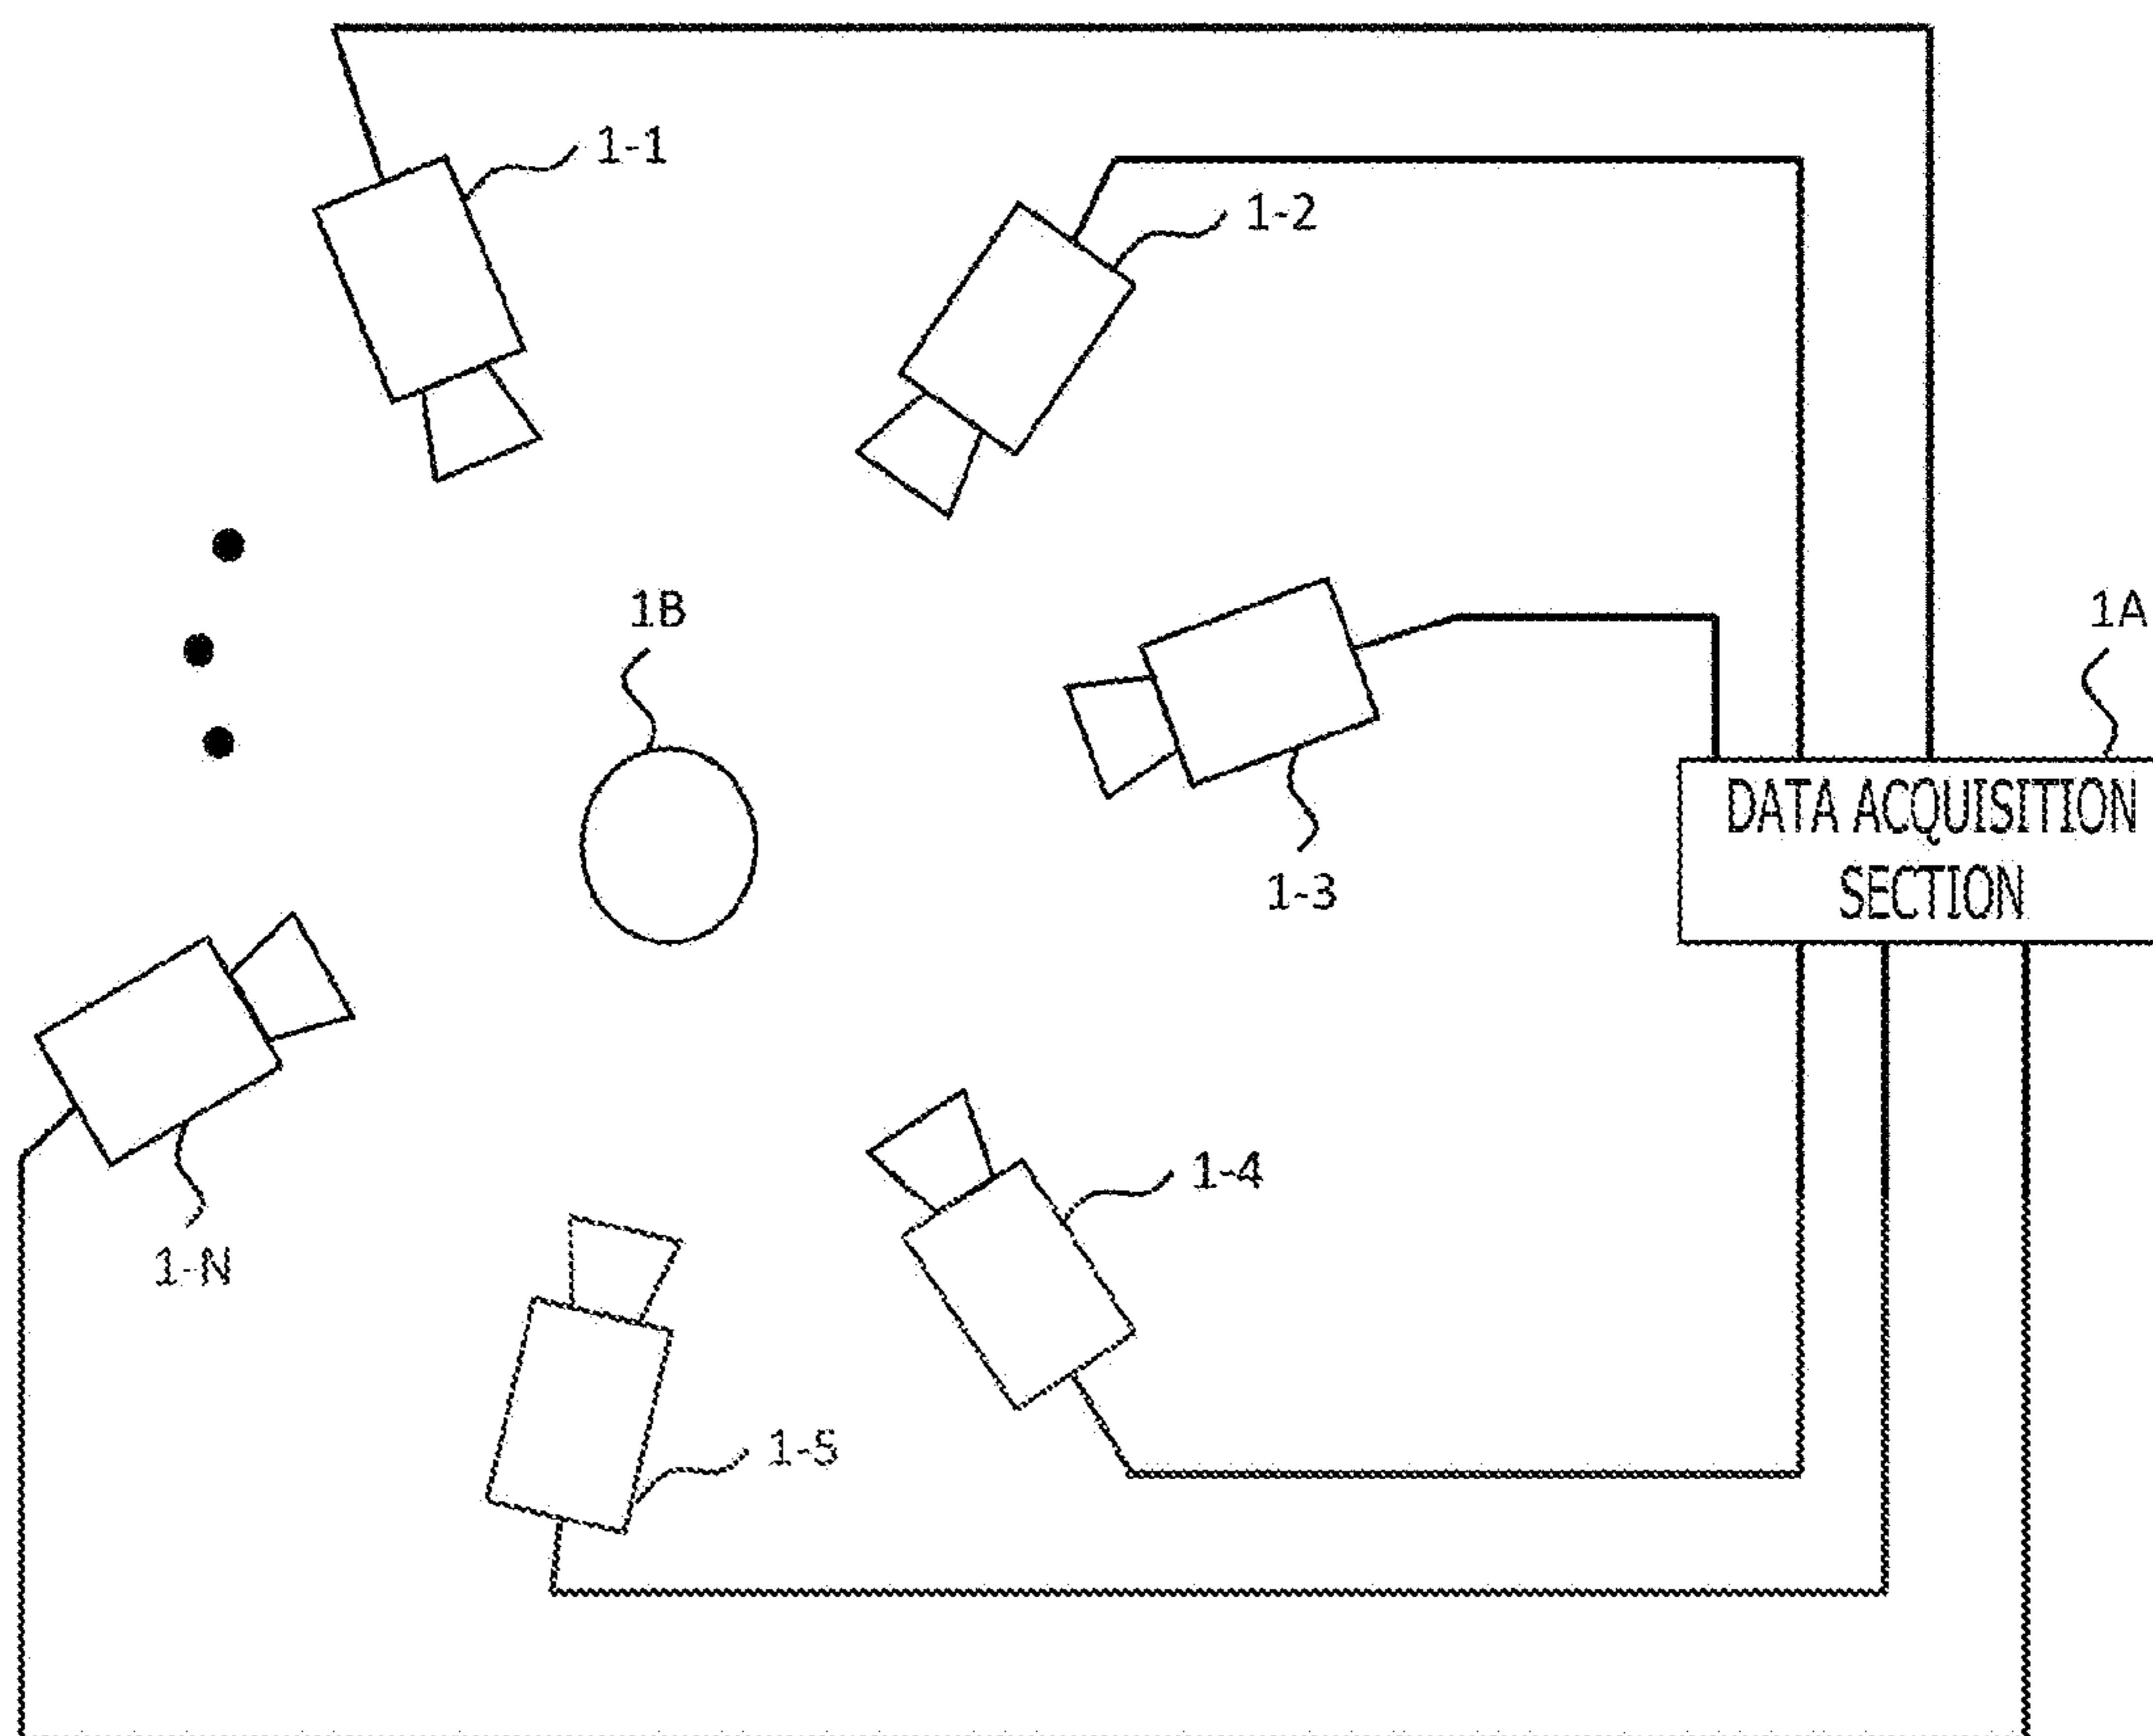 1-1
1-2
1B
1A
DATA ACQUISITION
SECTION
1-3
1-4
1-N
1-5